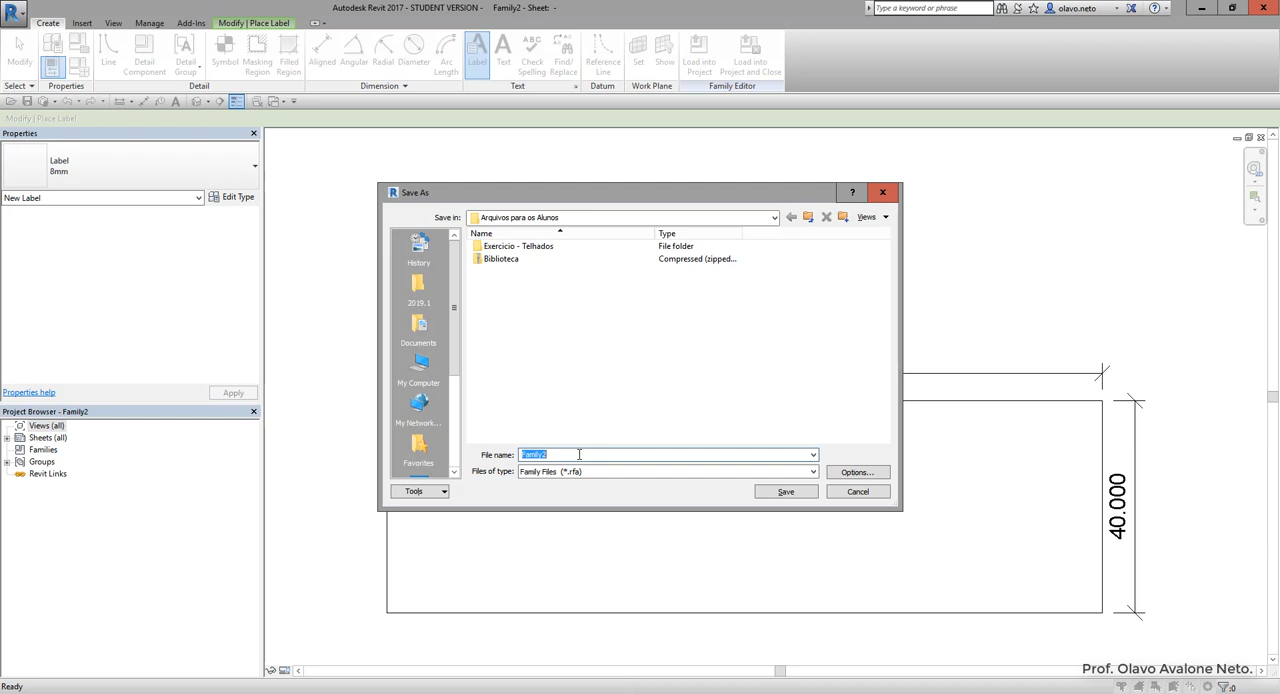 Autodesk Revit 2017 - STUDENT VERSION - Family2 - Sheet: -
Type a keyword or phrase
olavo.neto
Create
Insert
View
Manage
Add-Ins
Modify | Place Label
Modify
Line
Detail Component
Detail Group
Symbol
Masking Region
Filled Region
Aligned
Angular
Radial
Diameter
Arc Length
Label
Text
Check Spelling
Find/ Replace
Reference Line
Set
Show
Load into Project
Load into Project and Close
Select
Properties
Detail
Dimension
Text
Datum
Work Plane
Family Editor
Modify | Place Label
Properties
Label
8mm
New Label
Edit Type
Properties help
Apply
Project Browser - Family2
Views (all)
Sheets (all)
Families
Groups
Revit Links
Save As
Save in:
Arquivos para os Alunos
Views
Name
Type
Exercicio - Telhados
File folder
Biblioteca
Compressed (zipped...
History
2019.1
Documents
My Computer
My Network...
Favorites
File name:
Family2
Files of type:
Family Files (*.rfa)
Options...
Tools
Save
Cancel
40.000
Prof. Olavo Avalone Neto.
Ready
:0